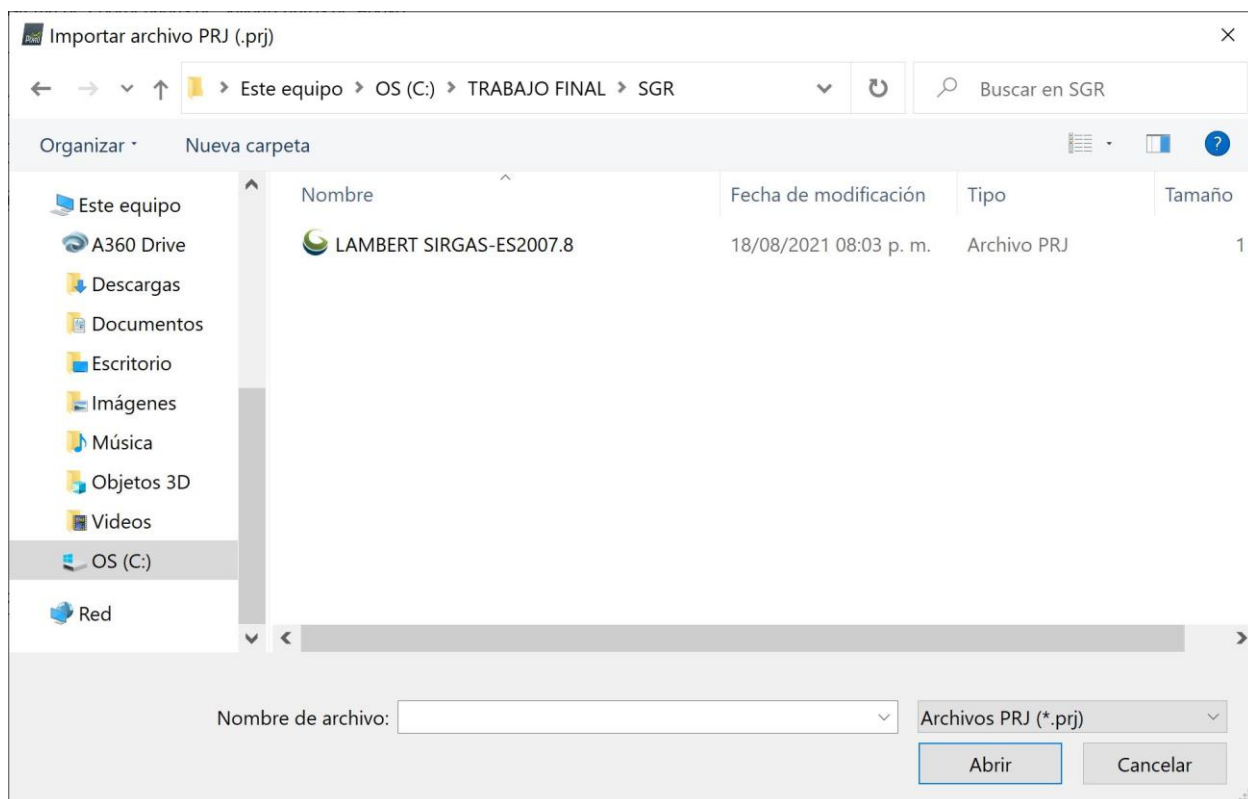 Importar archivo PRJ (.prj)
Este equipo > OS (C:) > TRABAJO FINAL > SGR
Buscar en SGR
Organizar
Nueva carpeta
Nombre
Fecha de modificación
Tipo
Tamaño
LAMBERT SIRGAS-ES2007.8
18/08/2021 08:03 p. m.
Archivo PRJ
1
Este equipo
A360 Drive
Descargas
Documentos
Escritorio
Imágenes
Música
Objetos 3D
Videos
OS (C:)
Red
Nombre de archivo:
Archivos PRJ (*.prj)
Abrir
Cancelar